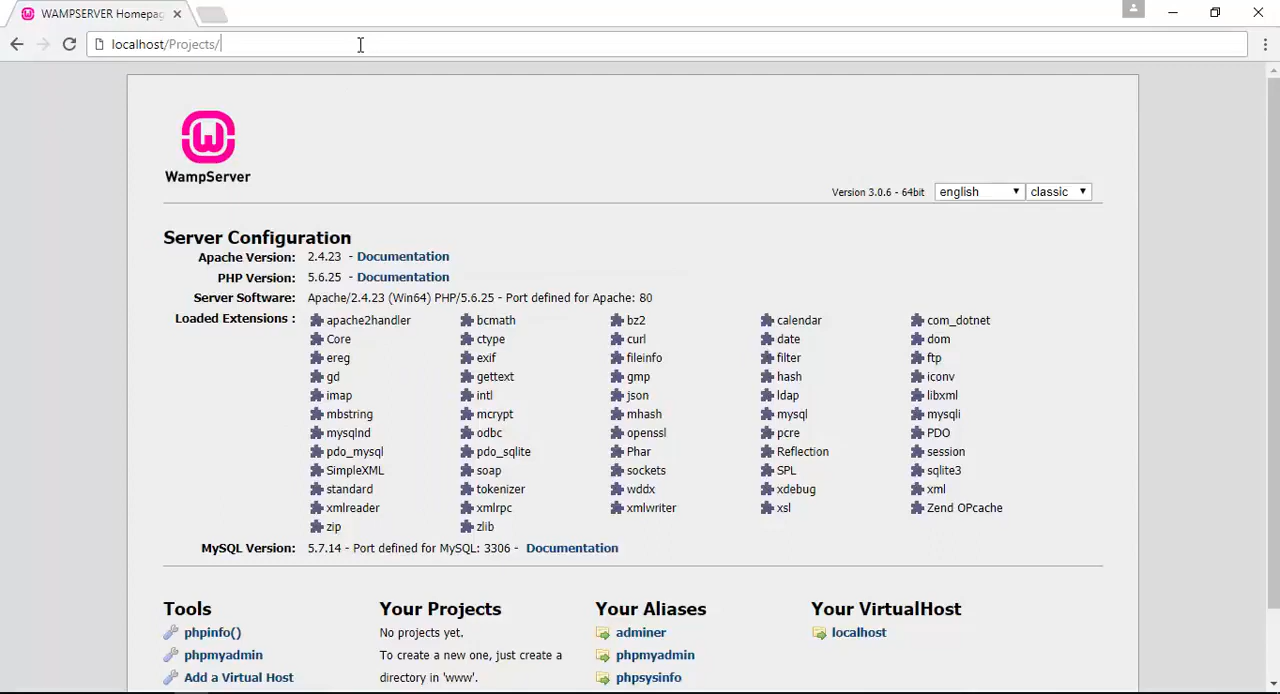 WAMPSERVER Homepag
localhost/Projects/
WampServer
Version 3.0.6 - 64bit english classic
Server Configuration
Apache Version: 2.4.23 - Documentation
PHP Version: 5.6.25 - Documentation
Server Software: Apache/2.4.23 (Win64) PHP/5.6.25 - Port defined for Apache: 80
Loaded Extensions : apache2handler bcmath bz2 calendar com_dotnet
Core ctype curl date dom
ereg exif fileinfo filter ftp
gd gettext gmp hash iconv
imap intl json ldap libxml
mbstring mcrypt mhash mysql mysqli
mysqlnd odbc openssl pcre PDO
pdo_mysql pdo_sqlite Phar Reflection session
SimpleXML soap sockets SPL sqlite3
standard tokenizer wddx xdebug xml
xmlreader xmlrpc xmlwriter xsl Zend OPcache
zip zlib
MySQL Version: 5.7.14 - Port defined for MySQL: 3306 - Documentation
Tools Your Projects Your Aliases Your VirtualHost
phpinfo() No projects yet. adminer localhost
phpmyadmin To create a new one, just create a phpmyadmin
Add a Virtual Host directory in 'www'. phpsysinfo